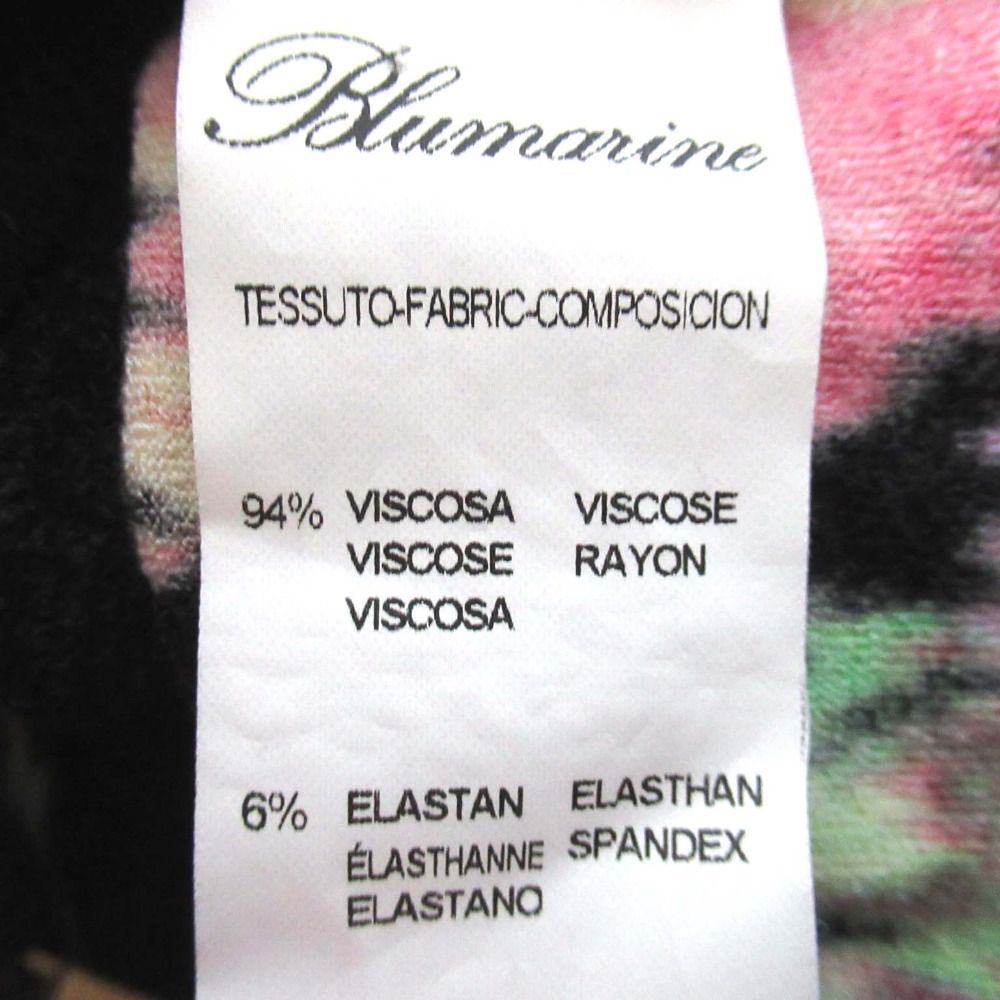 Blumarine
TESSUTO-FABRIC-COMPOSICION
94% VISCOSA VISCOSE
VISCOSE RAYON
VISCOSA
6% ELASTAN ELASTHAN
ÉLASTHANNE SPANDEX
ELASTANO